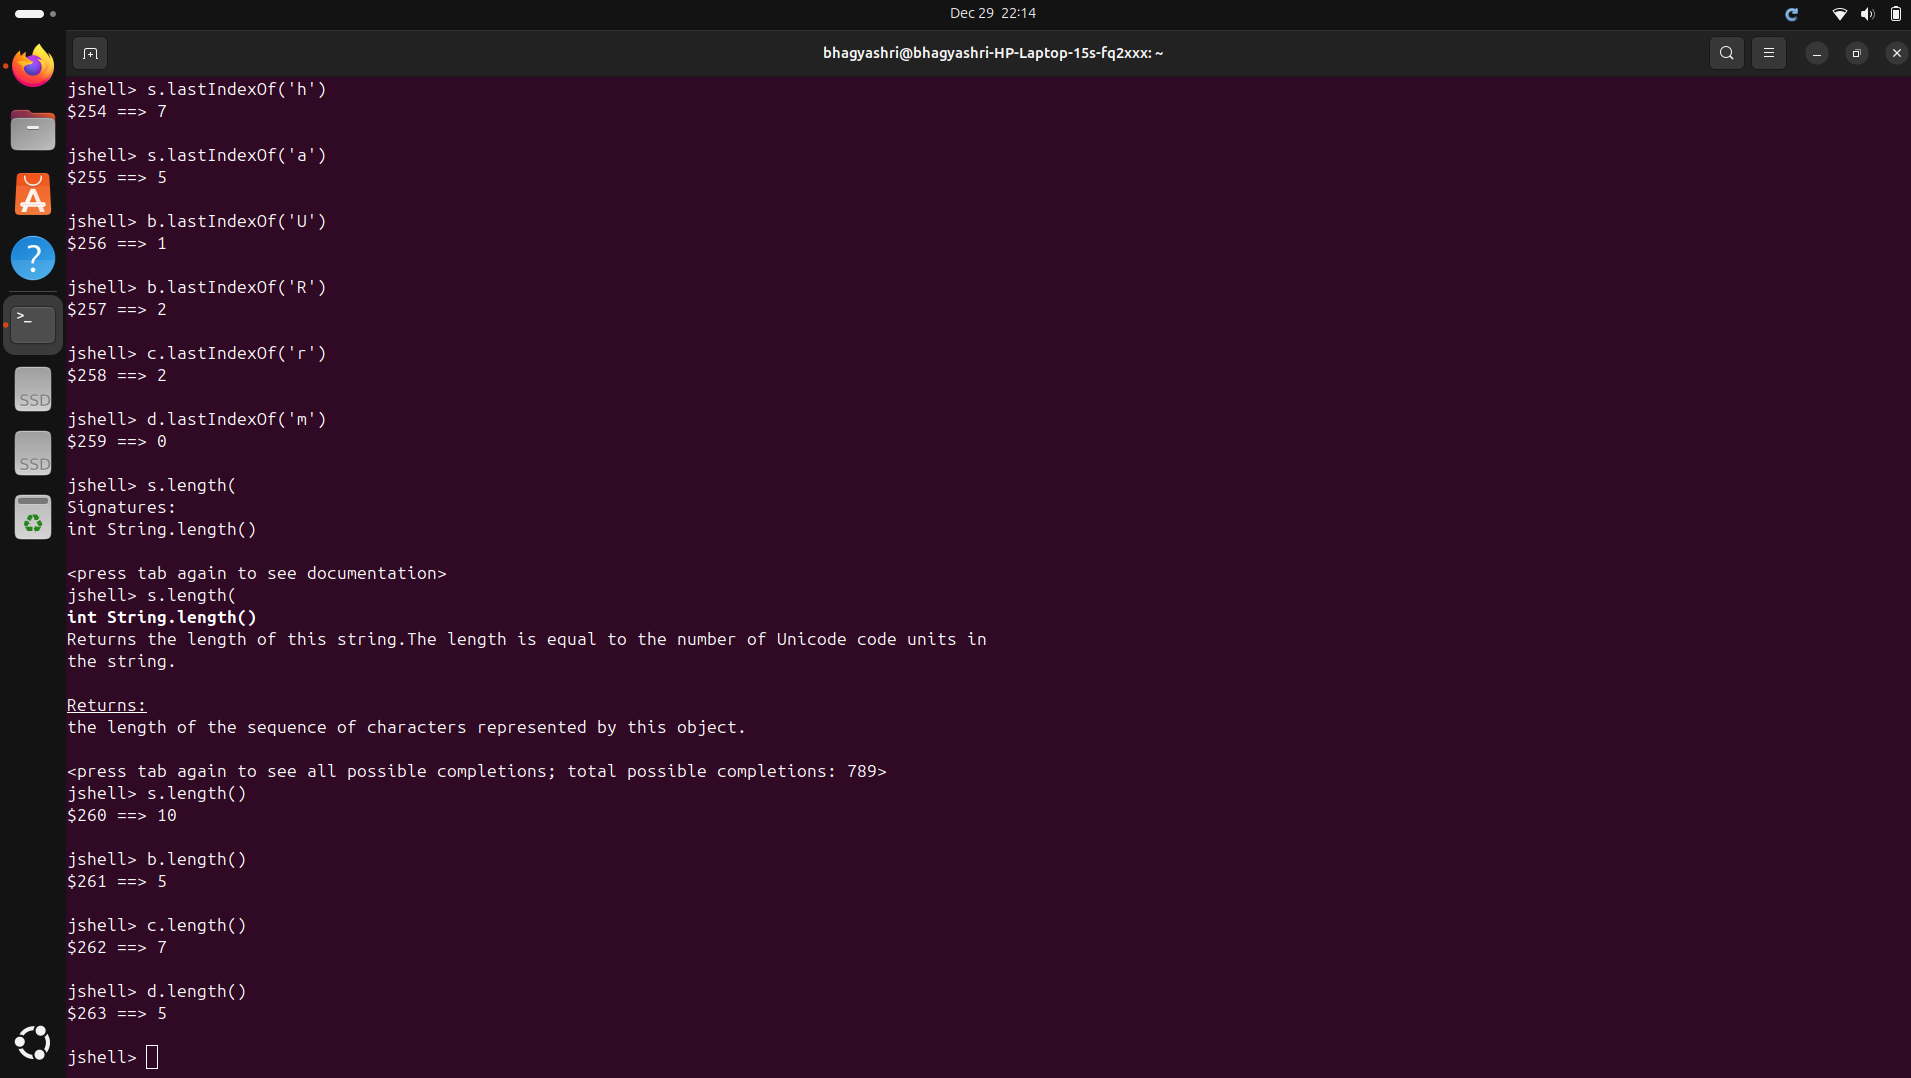 Dec 29 22:14
bhagyashri@bhagyashri-HP-Laptop-15s-fq2xxx: ~
jshell> s.lastIndexOf('h')
$254 ==> 7
jshell> s.lastIndexOf('a')
$255 ==> 5
jshell> b.lastIndexOf('U')
$256 ==> 1
jshell> b.lastIndexOf('R')
$257 ==> 2
jshell> c.lastIndexOf('r')
$258 ==> 2
jshell> d.lastIndexOf('m')
$259 ==> 0
jshell> s.length(
Signatures:
int String.length()
<press tab again to see documentation>
jshell> s.length(
int String.length()
Returns the length of this string.The length is equal to the number of Unicode code units in
the string.
Returns:
the length of the sequence of characters represented by this object.
<press tab again to see all possible completions; total possible completions: 789>
jshell> s.length()
$260 ==> 10
jshell> b.length()
$261 ==> 5
jshell> c.length()
$262 ==> 7
jshell> d.length()
$263 ==> 5
jshell>
A
?
>_
SSD
SSD